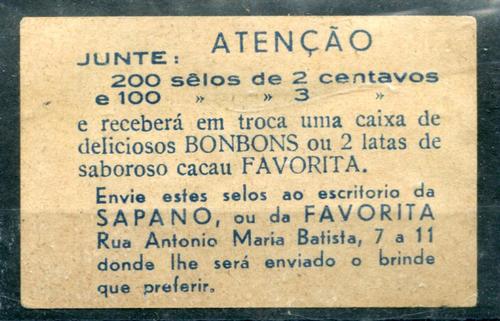 ATENÇÃO
JUNTE:
200 sêlos de 2 centavos
e 100 » » 3 »
e receberá em troca uma caixa de
deliciosos BONBONS ou 2 latas de
saboroso cacau FAVORITA.
Envie estes selos ao escritorio da
SAPANO, ou da FAVORITA
Rua Antonio Maria Batista, 7 a 11
donde lhe será enviado o brinde
que preferir.